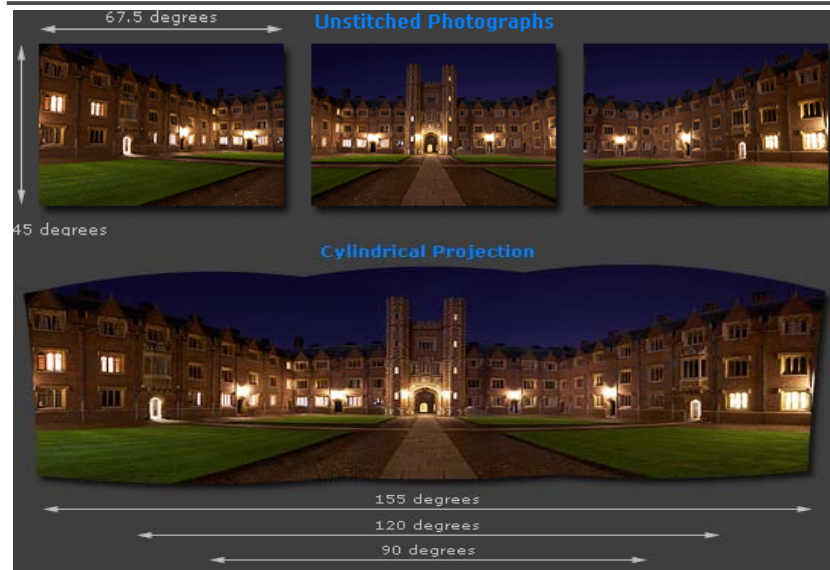 67.5 degrees
Unstitched Photographs
45 degrees
Cylindrical Projection
155 degrees
120 degrees
90 degrees